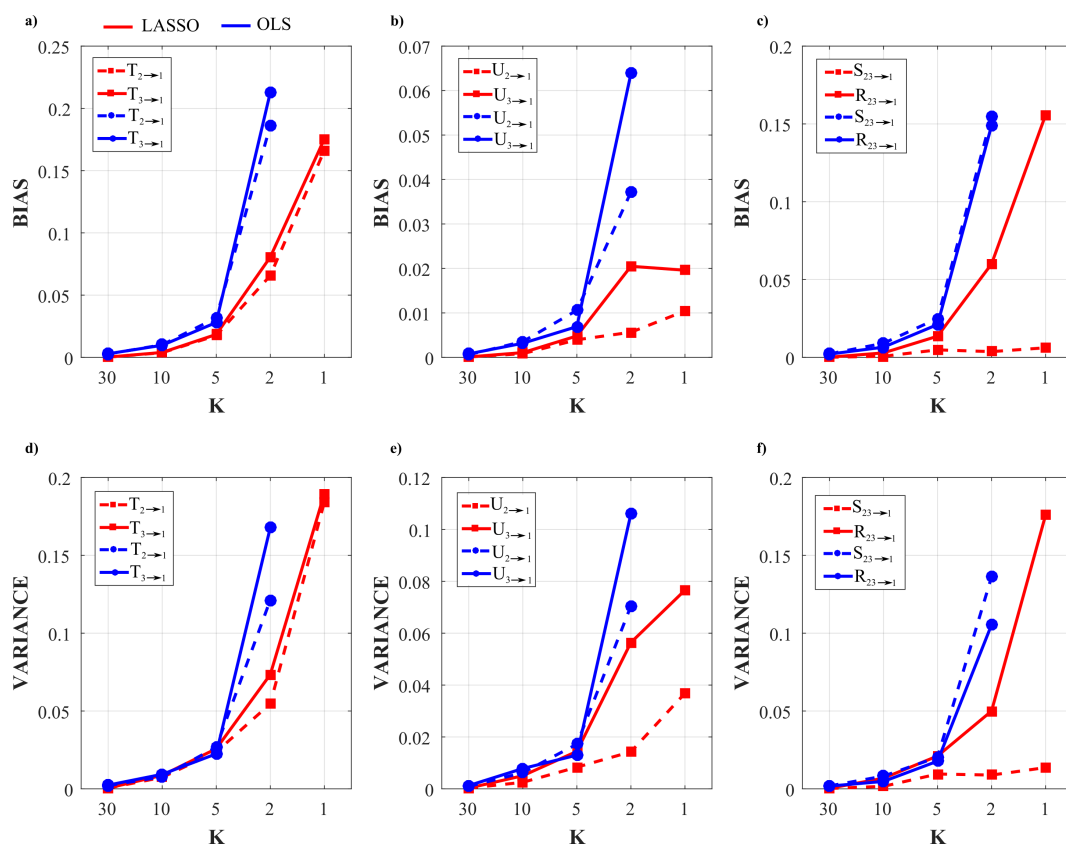 a)
LASSO OLS
0.25
0.2
0.15
0.1
0.05
0
BIAS
T2→1
T3→1
T2→1
T3→1
30 10 5 2 1
K
b)
0.07
0.06
0.05
0.04
0.03
0.02
0.01
0
BIAS
U2→1
U3→1
U2→1
U3→1
30 10 5 2 1
K
c)
0.2
0.15
0.1
0.05
0
BIAS
S23→1
R23→1
S23→1
R23→1
30 10 5 2 1
K
d)
0.2
0.15
0.1
0.05
0
VARIANCE
T2→1
T3→1
T2→1
T3→1
30 10 5 2 1
K
e)
0.12
0.1
0.08
0.06
0.04
0.02
0
VARIANCE
U2→1
U3→1
U2→1
U3→1
30 10 5 2 1
K
f)
0.2
0.15
0.1
0.05
0
VARIANCE
S23→1
R23→1
S23→1
R23→1
30 10 5 2 1
K